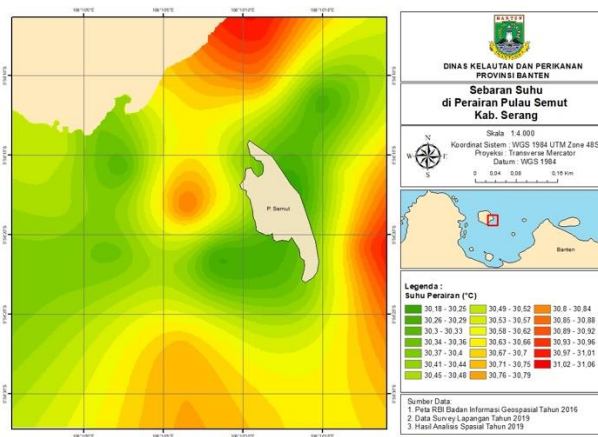 P. Semut
BANTEN
DINAS KELAUTAN DAN PERIKANAN
PROVINSI BANTEN
Sebaran Suhu
di Perairan Pulau Semut
Kab. Serang
Skala 1:4.000
Koordinat Sistem : WGS 1984 UTM Zone 48S
Proyeksi : Transverse Mercator
Datum : WGS 1984
N
W E
S
0 0,04 0,08 0,16 Km
Banten
Legenda :
Suhu Perairan (°C)
30,18 - 30,25 30,49 - 30,52 30,8 - 30,84
30,26 - 30,29 30,53 - 30,57 30,85 - 30,88
30,3 - 30,33 30,58 - 30,62 30,89 - 30,92
30,34 - 30,36 30,63 - 30,66 30,93 - 30,96
30,37 - 30,4 30,67 - 30,7 30,97 - 31,01
30,41 - 30,44 30,71 - 30,75 31,02 - 31,06
30,45 - 30,48 30,76 - 30,79
Sumber Data:
1. Peta RBI Badan Informasi Geospasial Tahun 2016
2. Data Survey Lapangan Tahun 2019
3. Hasil Analisis Spasial Tahun 2019